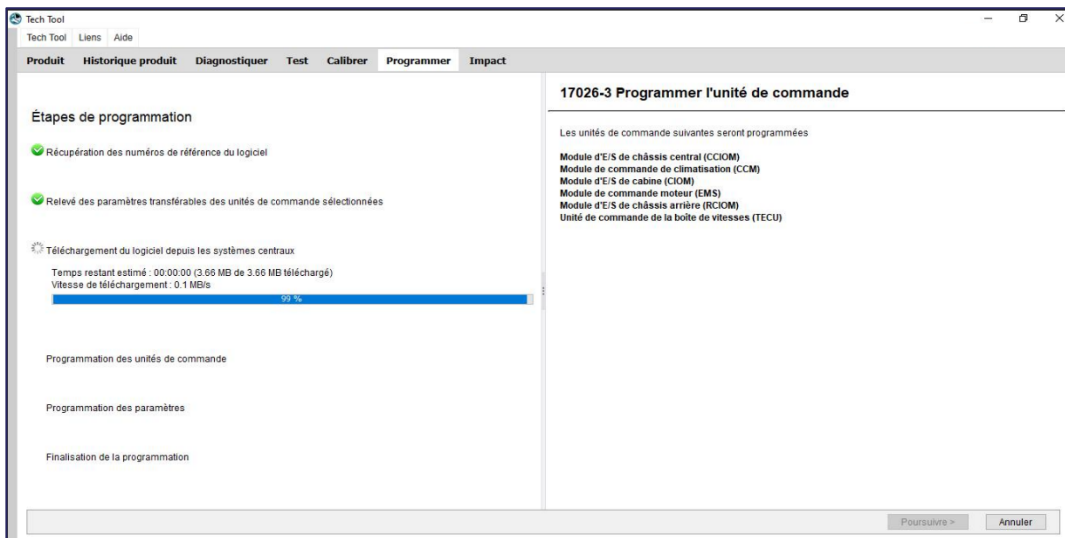 Tech Tool
Tech Tool Liens Aide
Produit Historique produit Diagnostiquer Test Calibrer Programmer Impact
Étapes de programmation
Récupération des numéros de référence du logiciel
Relevé des paramètres transférables des unités de commande sélectionnées
Téléchargement du logiciel depuis les systèmes centraux
Temps restant estimé : 00:00:00 (3.66 MB de 3.66 MB téléchargé)
Vitesse de téléchargement : 0.1 MB/s
99 %
Programmation des unités de commande
Programmation des paramètres
Finalisation de la programmation
17026-3 Programmer l'unité de commande
Les unités de commande suivantes seront programmées
Module d'E/S de châssis central (CCIOM)
Module de commande de climatisation (CCM)
Module d'E/S de cabine (CIOM)
Module de commande moteur (EMS)
Module d'E/S de châssis arrière (RCIOM)
Unité de commande de la boîte de vitesses (TECU)
Poursuivre > Annuler